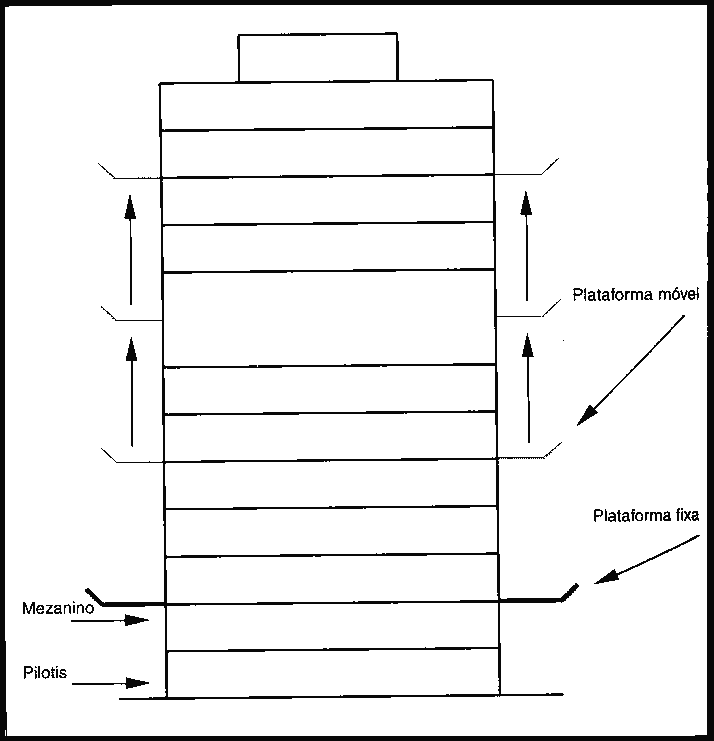 Plataforma móvel
Plataforma fixa
Mezanino
Pilotis